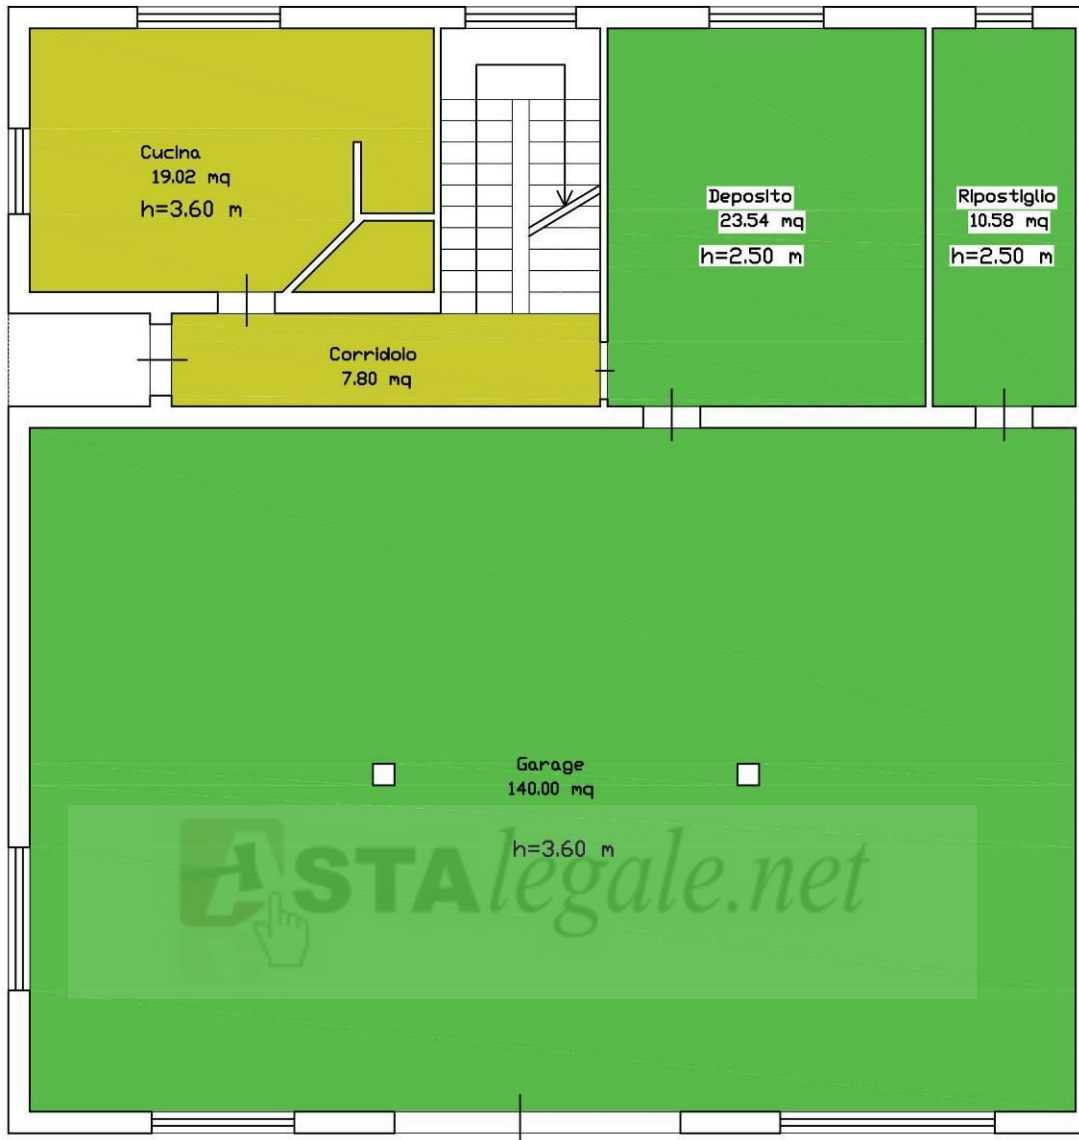 Cucina
19.02 mq
h=3.60 m
Deposito
23.54 mq
h=2.50 m
Ripostiglio
10.58 mq
h=2.50 m
Corridoio
7.80 mq
Garage
140.00 mq
h=3.60 m
ASTAlegale.net